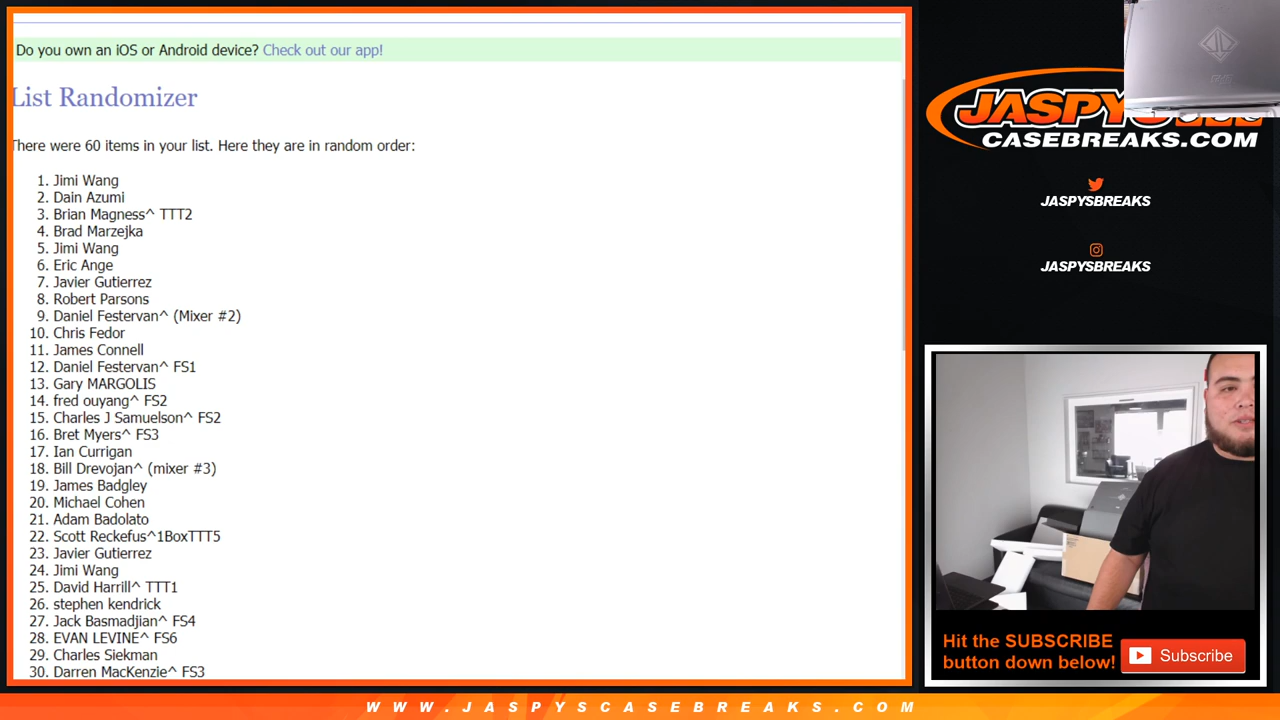 Do you own an iOS or Android device? Check out our app!
List Randomizer
There were 60 items in your list. Here they are in random order:
1. Jimi Wang
2. Dain Azumi
3. Brian Magness^ TTT2
4. Brad Marzejka
5. Jimi Wang
6. Eric Ange
7. Javier Gutierrez
8. Robert Parsons
9. Daniel Festervan^ (Mixer #2)
10. Chris Fedor
11. James Connell
12. Daniel Festervan^ FS1
13. Gary MARGOLIS
14. fred ouyang^ FS2
15. Charles J Samuelson^ FS2
16. Bret Myers^ FS3
17. Ian Currigan
18. Bill Drevojan^ (mixer #3)
19. James Badgley
20. Michael Cohen
21. Adam Badolato
22. Scott Reckefus^1BoxTTT5
23. Javier Gutierrez
24. Jimi Wang
25. David Harrill^ TTT1
26. stephen kendrick
27. Jack Basmadjian^ FS4
28. EVAN LEVINE^ FS6
29. Charles Siekman
30. Darren MacKenzie^ FS3
CASEBREAKS.COM
JASPYSBREAKS
JASPYSBREAKS
Hit the SUBSCRIBE
button down below!
Subscribe
WWW.JASPYSCASEBREAKS.COM